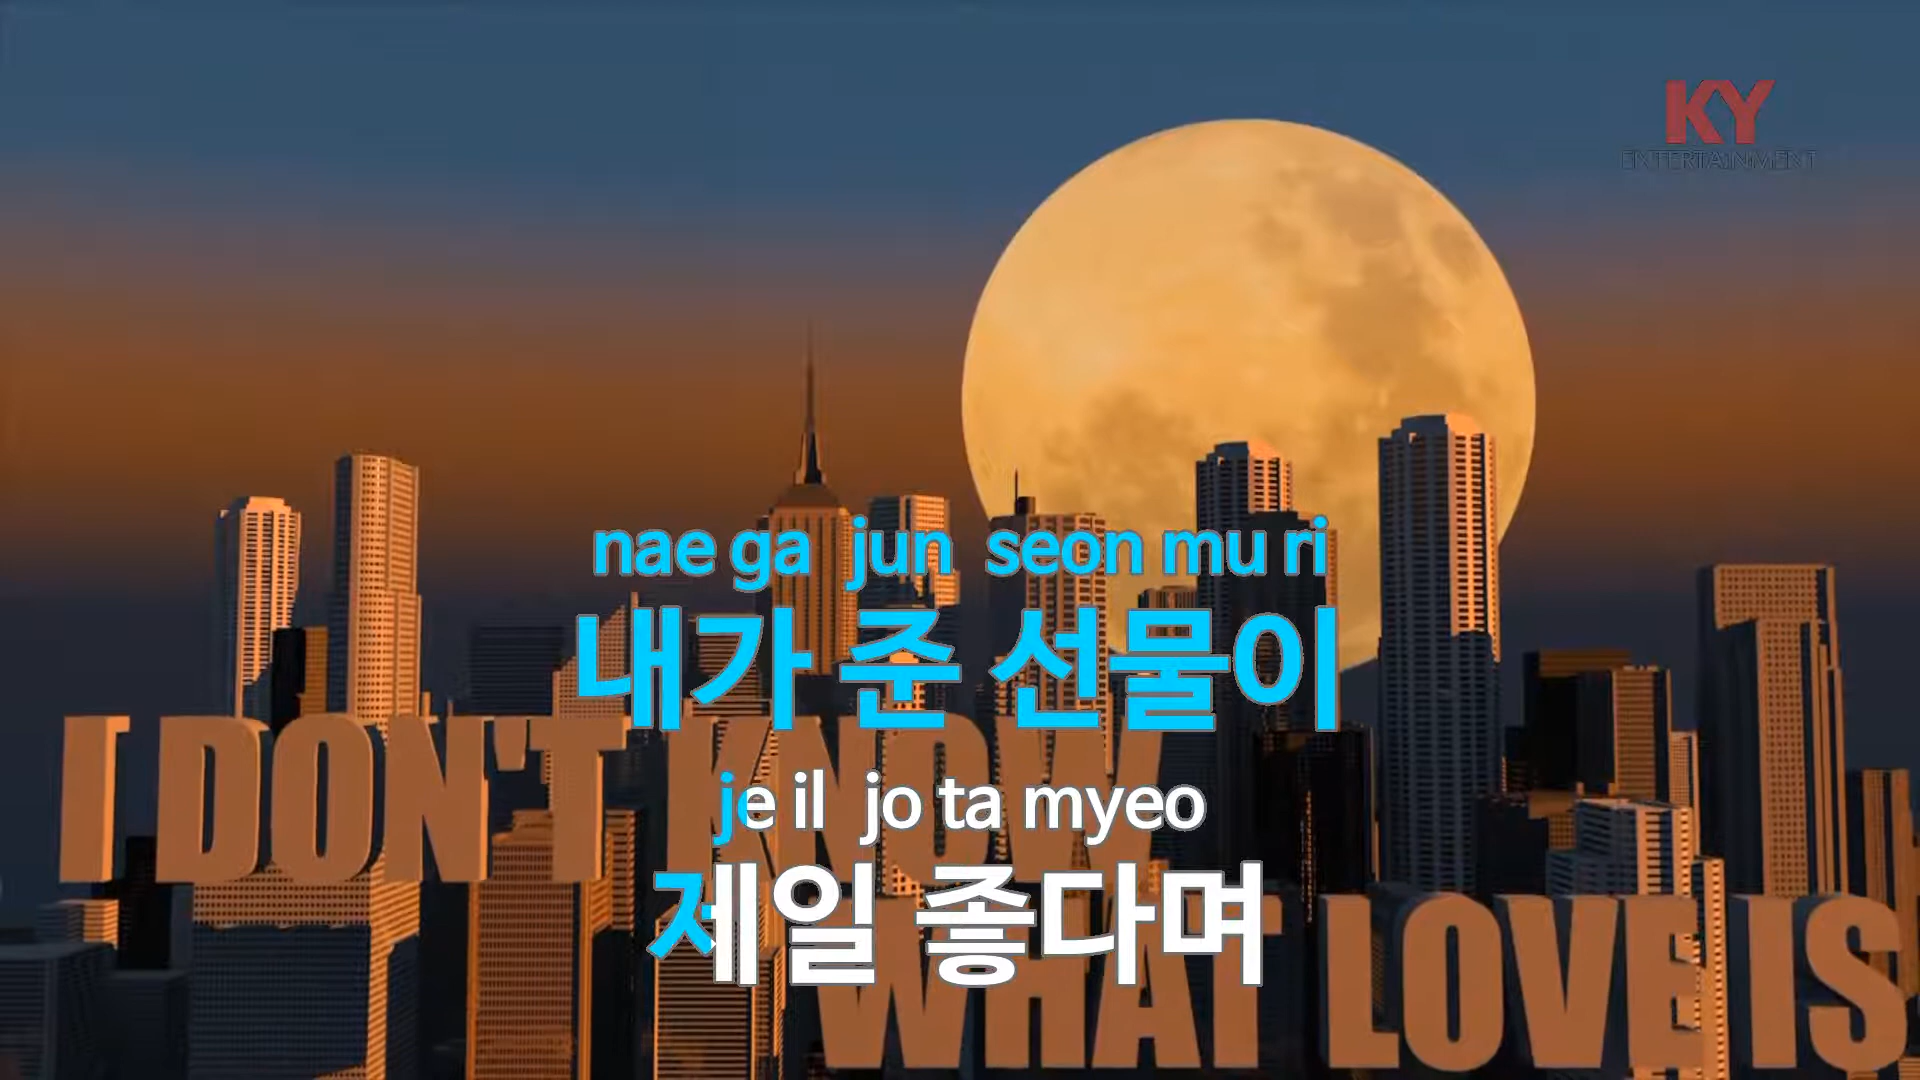 KY
ENTERTAINMENT
nae ga jun seon mu ri
내가 준 선물이
I DON'T KNOW
je il jo ta myeo
제일 좋다며
WHAT LOVE IS